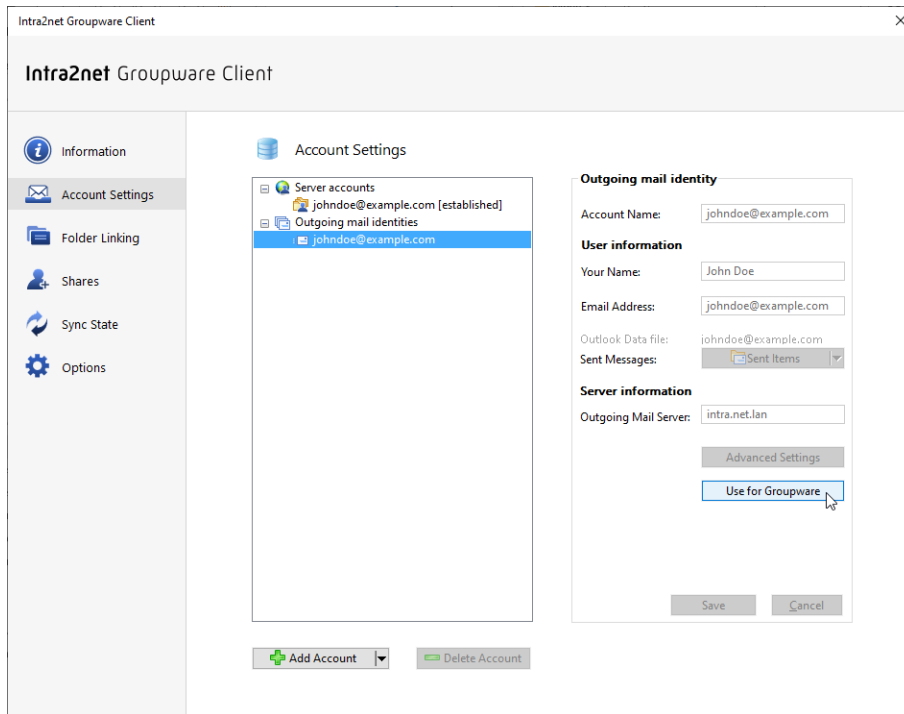 Intra2net Groupware Client
Intra2net Groupware Client
Information
Account Settings
Folder Linking
Shares
Sync State
Options
Account Settings
Server accounts
johndoe@example.com [established]
Outgoing mail identities
johndoe@example.com
Add Account
Delete Account
Outgoing mail identity
Account Name: johndoe@example.com
User information
Your Name: John Doe
Email Address: johndoe@example.com
Outlook Data file: johndoe@example.com
Sent Messages: Sent Items
Server information
Outgoing Mail Server: intra.net.lan
Advanced Settings
Use for Groupware
Save Cancel